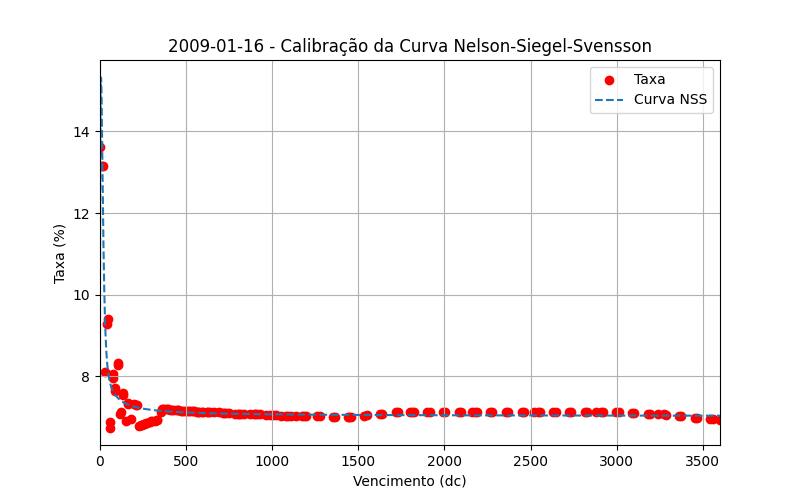 2009-01-16 - Calibração da Curva Nelson-Siegel-Svensson
Taxa
Curva NSS
14
12
10
8
Taxa (%)
0 500 1000 1500 2000 2500 3000 3500
Vencimento (dc)